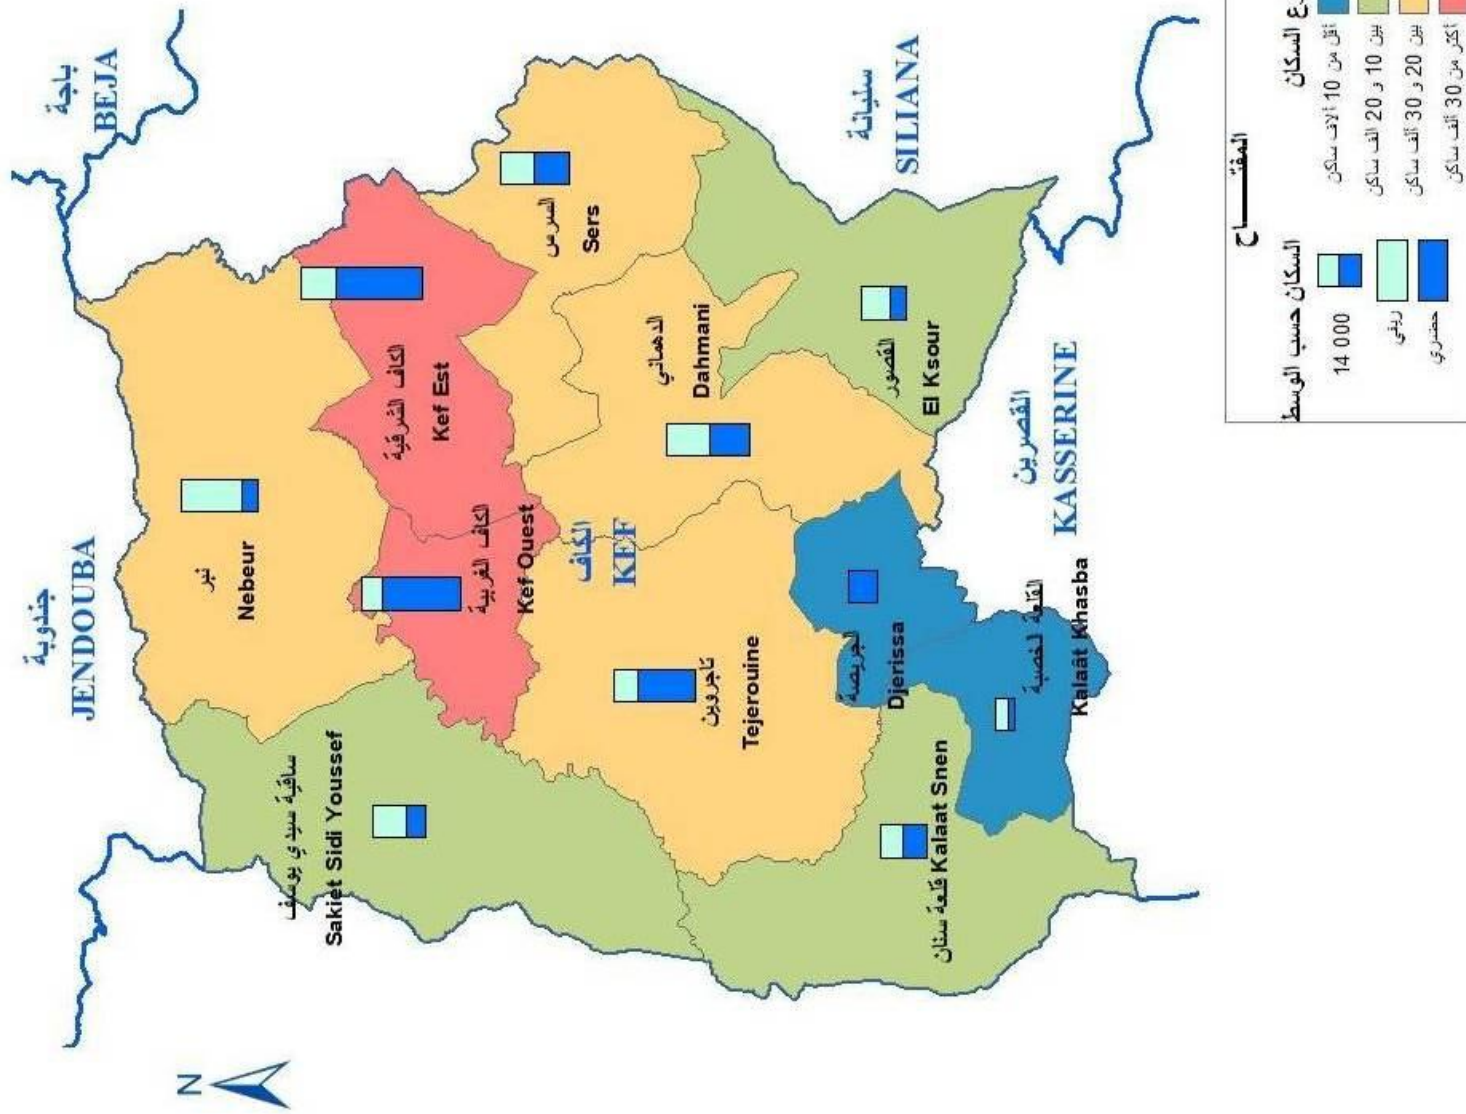 N
جندوبة
JENDOUBA
باجة
BEJA
نبر
Nebeur
ساقية سيدي يوسف
Sakiet Sidi Youssef
الكاف الشرقية
Kef Est
الكاف الغربية
Kef Ouest
السرس
Sers
الكاف
KEF
الدهماني
Dahmani
تاجروين
Tejerouine
سليانة
SILIANA
القصور
El Ksour
الجريصة
Djerissa
قلعة سنان Kalaat Snen
القلعة الخصبة
Kalaât Khasba
القصرين
KASSERINE
المفتـــاح
السكان حسب الوسط
14 000
ريفي
حضري
السكان
أقل من 10 آلاف ساكن
بين 10 و 20 ألف ساكن
بين 20 و 30 ألف ساكن
أكثر من 30 ألف ساكن